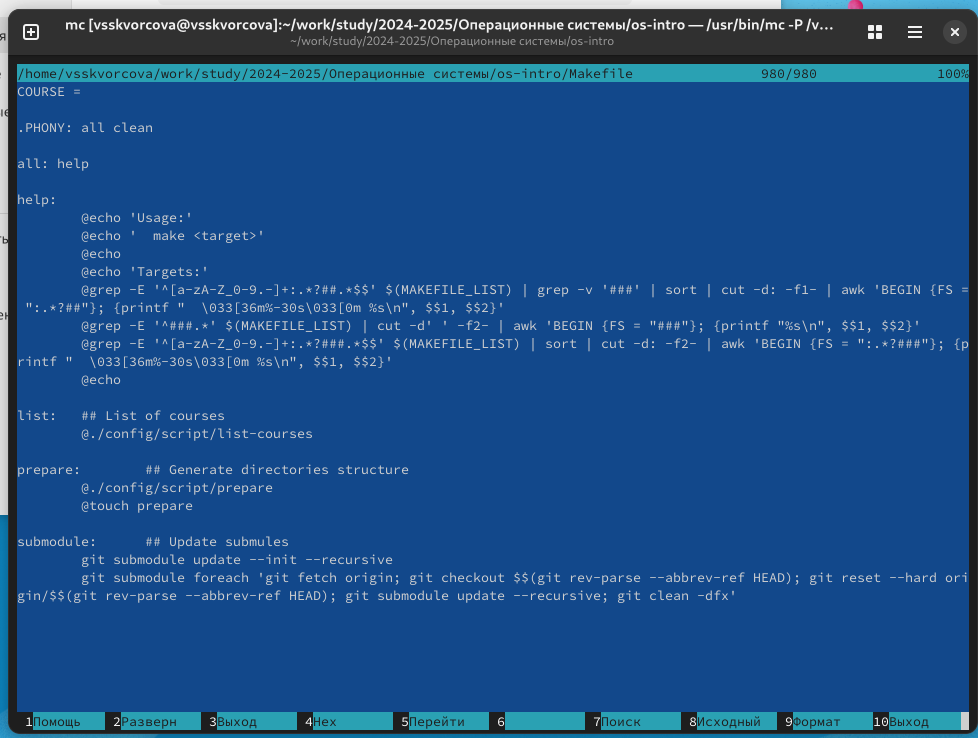 mc [vsskvorcova@vsskvorcova]:~/work/study/2024-2025/Операционные системы/os-intro — /usr/bin/mc -P /v…
~/work/study/2024-2025/Операционные системы/os-intro
/home/vsskvorcova/work/study/2024-2025/Операционные системы/os-intro/Makefile 980/980 100%
COURSE =
.PHONY: all clean
all: help
help:
@echo 'Usage:'
@echo '  make <target>'
@echo
@echo 'Targets:'
@grep -E '^[a-zA-Z_0-9.-]+:.*?##.*$$' $(MAKEFILE_LIST) | grep -v '###' | sort | cut -d: -f1- | awk 'BEGIN {FS =
":.*?##"}; {printf "  \033[36m%-30s\033[0m %s\n", $$1, $$2}'
@grep -E '^###.*' $(MAKEFILE_LIST) | cut -d' ' -f2- | awk 'BEGIN {FS = "###"}; {printf "%s\n", $$1, $$2}'
@grep -E '^[a-zA-Z_0-9.-]+:.*?###.*$$' $(MAKEFILE_LIST) | sort | cut -d: -f2- | awk 'BEGIN {FS = ":.*?###"}; {p
rintf "  \033[36m%-30s\033[0m %s\n", $$1, $$2}'
@echo
list:   ## List of courses
@./config/script/list-courses
prepare:        ## Generate directories structure
@./config/script/prepare
@touch prepare
submodule:      ## Update submules
git submodule update --init --recursive
git submodule foreach 'git fetch origin; git checkout $$(git rev-parse --abbrev-ref HEAD); git reset --hard ori
gin/$$(git rev-parse --abbrev-ref HEAD); git submodule update --recursive; git clean -dfx'
1Помощь 2Разверн 3Выход 4Hex 5Перейти 6 7Поиск 8Исходный 9Формат 10Выход